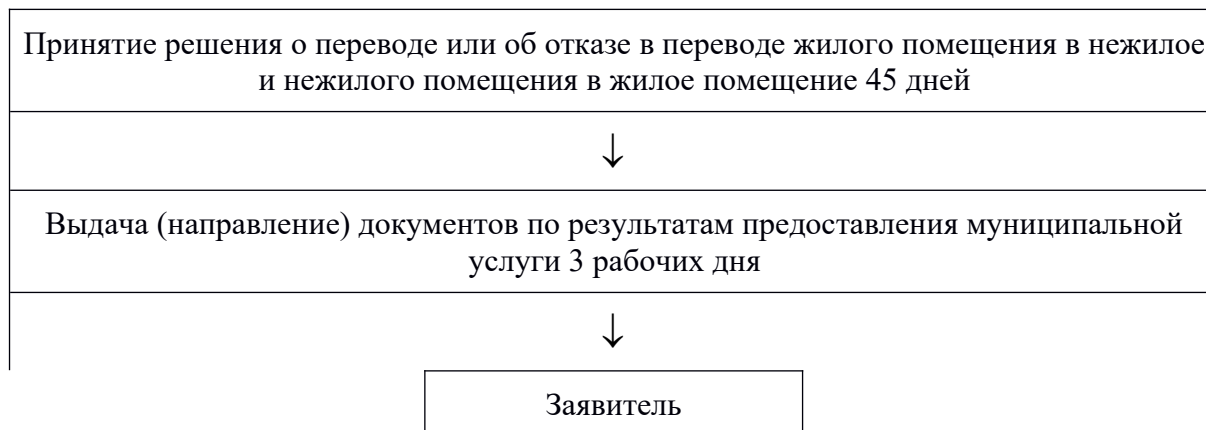 Принятие решения о переводе или об отказе в переводе жилого помещения в нежилое
и нежилого помещения в жилое помещение 45 дней
↓
Выдача (направление) документов по результатам предоставления муниципальной
услуги 3 рабочих дня
↓
Заявитель